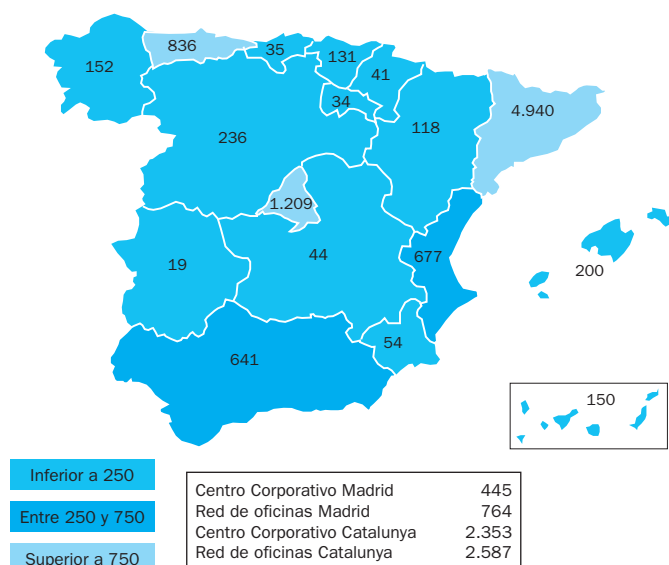 836
35
131
152
41
34
4.940
118
236
1.209
19
44
677
200
54
641
150
Inferior a 250
Entre 250 y 750
Superior a 750
Centro Corporativo Madrid 445
Red de oficinas Madrid 764
Centro Corporativo Catalunya 2.353
Red de oficinas Catalunya 2.587